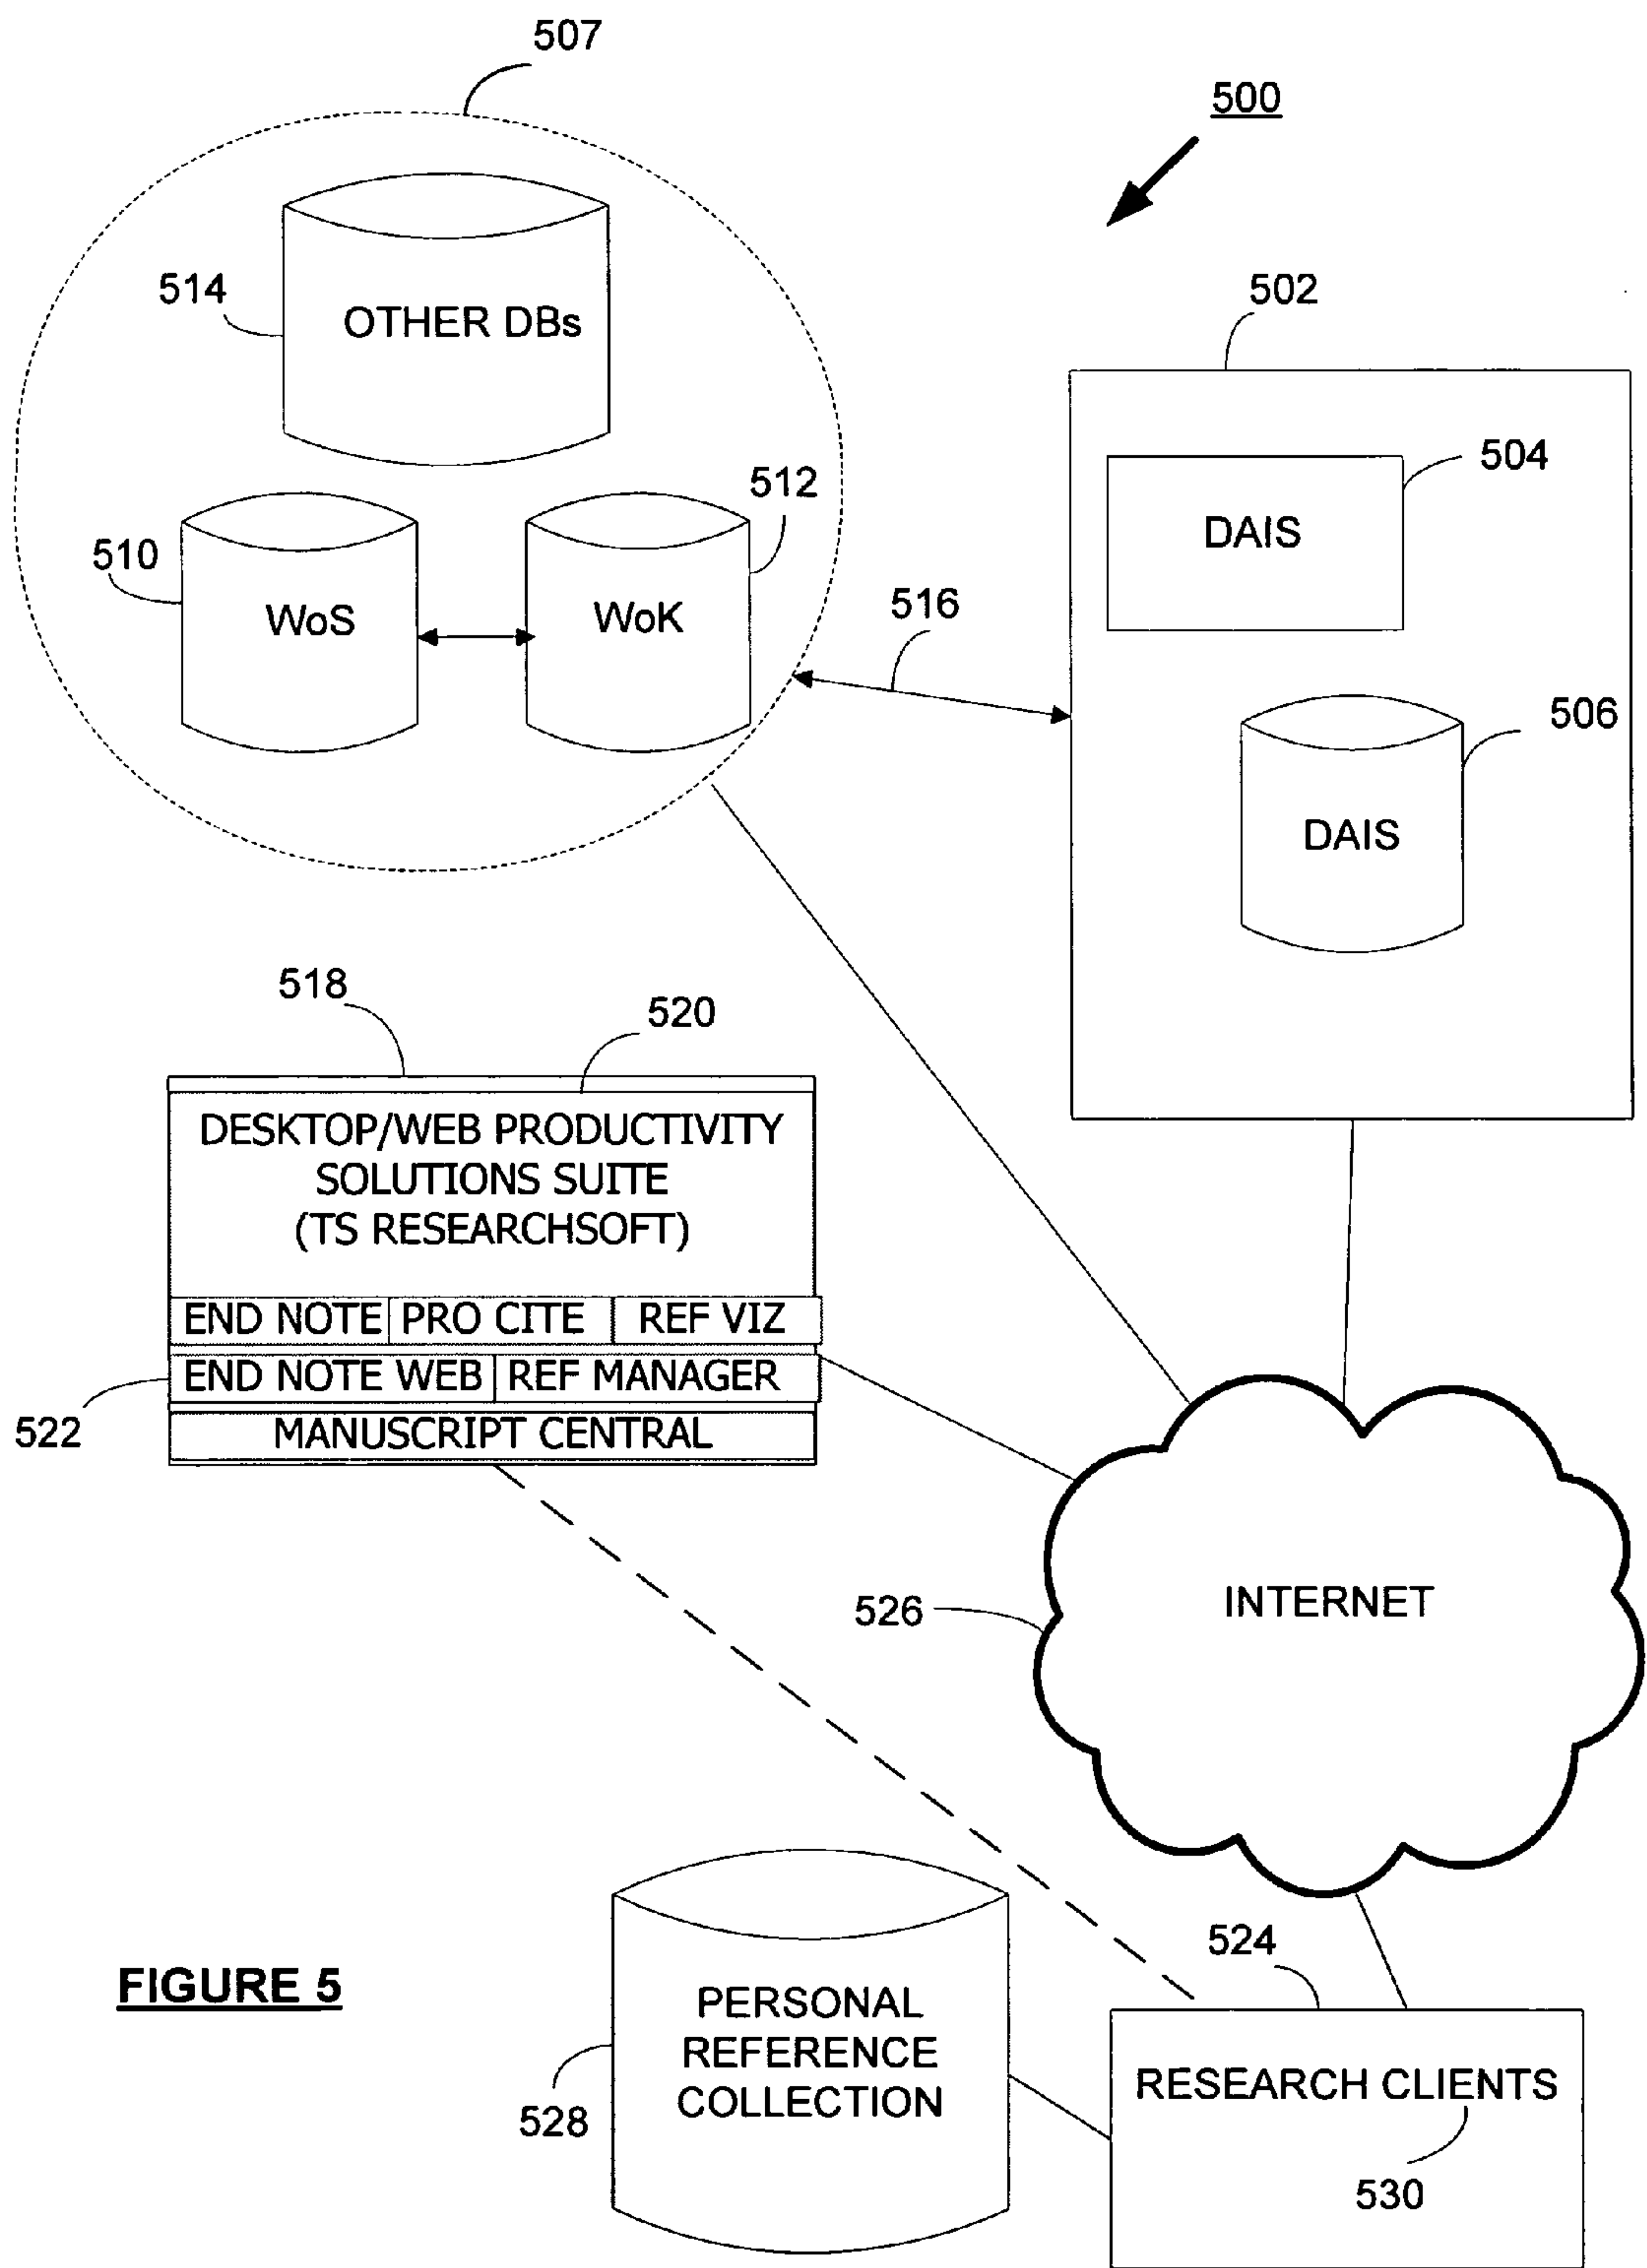 507
500
514
OTHER DBs
502
504
DAIS
512
510
WoS
WoK
516
506
DAIS
518
520
DESKTOP/WEB PRODUCTIVITY
SOLUTIONS SUITE
(TS RESEARCHSOFT)
END NOTE PRO CITE REF VIZ
END NOTE WEB REF MANAGER
522
MANUSCRIPT CENTRAL
526
INTERNET
524
FIGURE 5
PERSONAL
REFERENCE
COLLECTION
528
RESEARCH CLIENTS
530